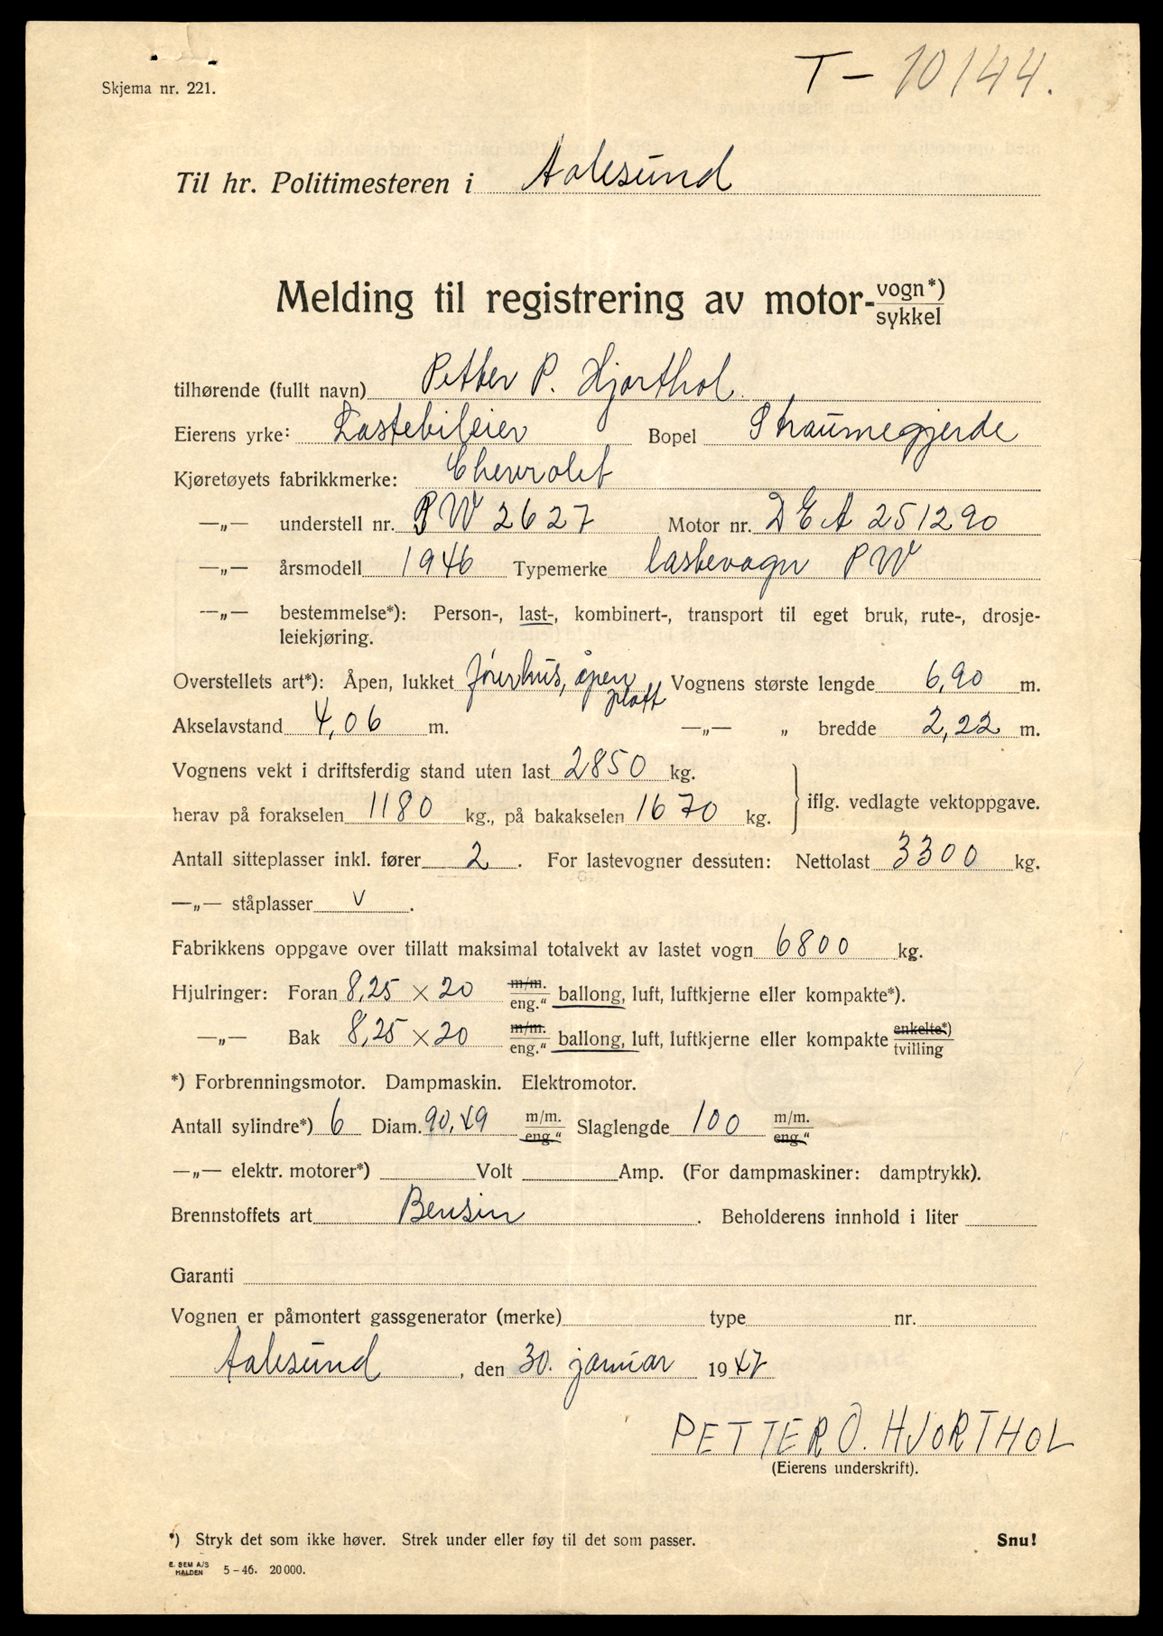 T - 10144.
Skjema nr. 221.
Til hr. Politimesteren i Aalesund
Melding til registrering av motor- vogn*) sykkel
tilhørende (fullt navn) Petter P. Hjorthol.
Eierens yrke: Lastebileier Bopel Straumegjerde
Kjøretøyets fabrikkmerke: Chevrolet
—„— understell nr. PW 2627 Motor nr. DEA 251290
—„— årsmodell 1946 Typemerke lastevogn PW
—„— bestemmelse*): Person-, last-, kombinert-, transport til eget bruk, rute-, drosje-
leiekjøring.
Overstellets art*): Åpen, lukket førerhus, åpen platt Vognens største lengde 6,90 m.
Akselavstand 4,06 m. —„— „ bredde 2,22 m.
Vognens vekt i driftsferdig stand uten last 2850 kg.
herav på forakselen 1180 kg., på bakakselen 1670 kg. iflg. vedlagte vektoppgave.
Antall sitteplasser inkl. fører 2 . For lastevogner dessuten: Nettolast 3300 kg.
—„— ståplasser v .
Fabrikkens oppgave over tillatt maksimal totalvekt av lastet vogn 6800 kg.
Hjulringer: Foran 8,25 × 20 m/m. eng.“ ballong, luft, luftkjerne eller kompakte*).
—„— Bak 8,25 × 20 m/m. eng.“ ballong, luft, luftkjerne eller kompakte enkelte*) tvilling
*) Forbrenningsmotor. Dampmaskin. Elektromotor.
Antall sylindre*) 6 Diam. 90,49 m/m. eng.“ Slaglengde 100 m/m. eng.“
—„— elektr. motorer*) Volt Amp. (For dampmaskiner: damptrykk).
Brennstoffets art Bensin . Beholderens innhold i liter
Garanti
Vognen er påmontert gassgenerator (merke) type nr.
Aalesund , den 30. januar 1947
PETTER O. HJORTHOL
(Eierens underskrift).
*) Stryk det som ikke høver. Strek under eller føy til det som passer. Snu!
E. SEM A/S HALDEN 5 - 46. 20 000.